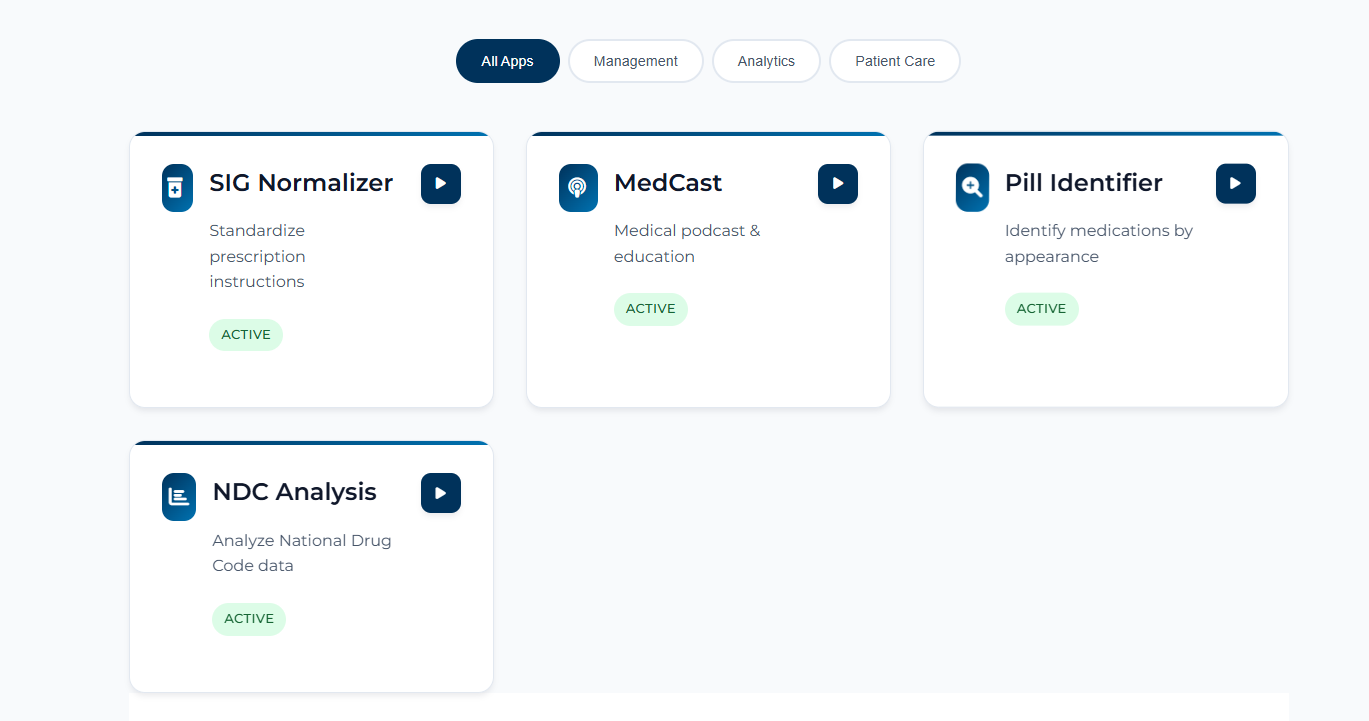 All Apps
Management
Analytics
Patient Care
SIG Normalizer
Standardize
prescription
instructions
ACTIVE
MedCast
Medical podcast &
education
ACTIVE
Pill Identifier
Identify medications by
appearance
ACTIVE
NDC Analysis
Analyze National Drug
Code data
ACTIVE